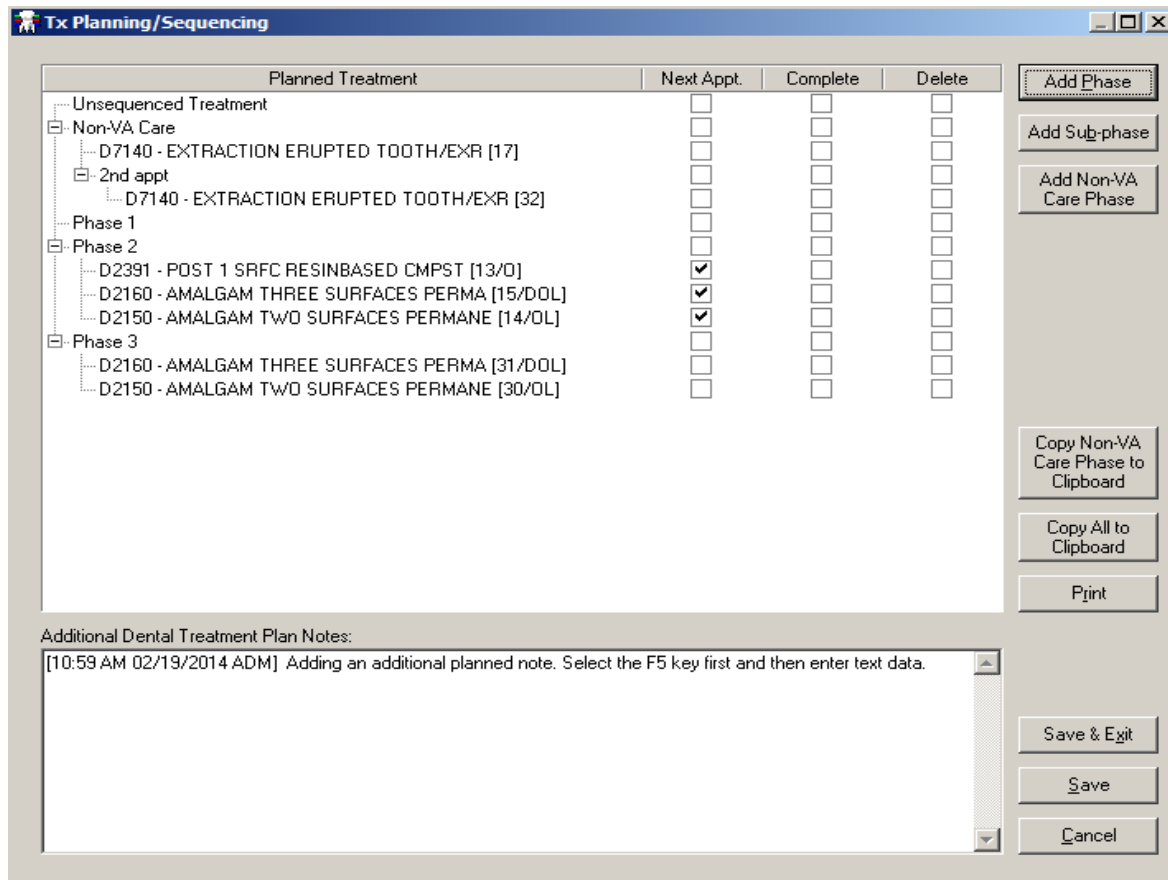 Tx Planning/Sequencing
Planned Treatment Next Appt. Complete Delete
Unsequenced Treatment
Non-VA Care
D7140 - EXTRACTION ERUPTED TOOTH/EXR [17]
2nd appt
D7140 - EXTRACTION ERUPTED TOOTH/EXR [32]
Phase 1
Phase 2
D2391 - POST 1 SRFC RESINBASED CMPST [13/O]
D2160 - AMALGAM THREE SURFACES PERMA [15/DOL]
D2150 - AMALGAM TWO SURFACES PERMANE [14/OL]
Phase 3
D2160 - AMALGAM THREE SURFACES PERMA [31/DOL]
D2150 - AMALGAM TWO SURFACES PERMANE [30/OL]
Add Phase
Add Sub-phase
Add Non-VA
Care Phase
Copy Non-VA
Care Phase to
Clipboard
Copy All to
Clipboard
Print
Additional Dental Treatment Plan Notes:
[10:59 AM 02/19/2014 ADM] Adding an additional planned note. Select the F5 key first and then enter text data.
Save & Exit
Save
Cancel